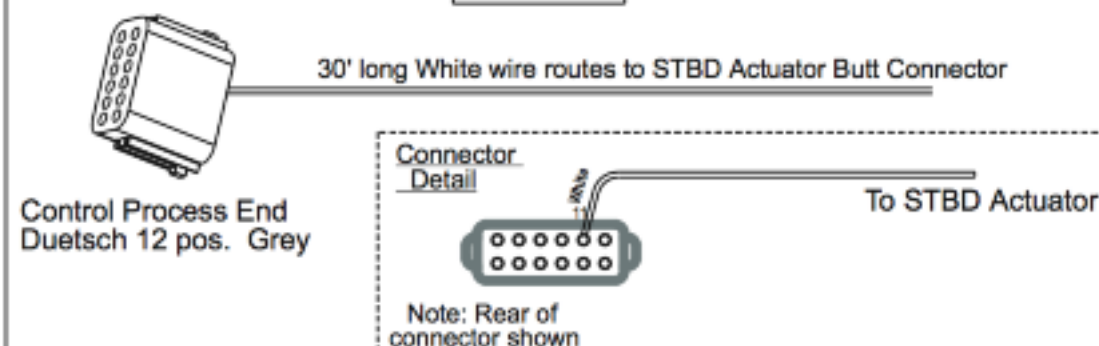 30' long White wire routes to STBD Actuator Butt Connector
Connector
Detail
White
To STBD Actuator
Control Process End
Duetsch 12 pos. Grey
Note: Rear of
connector shown